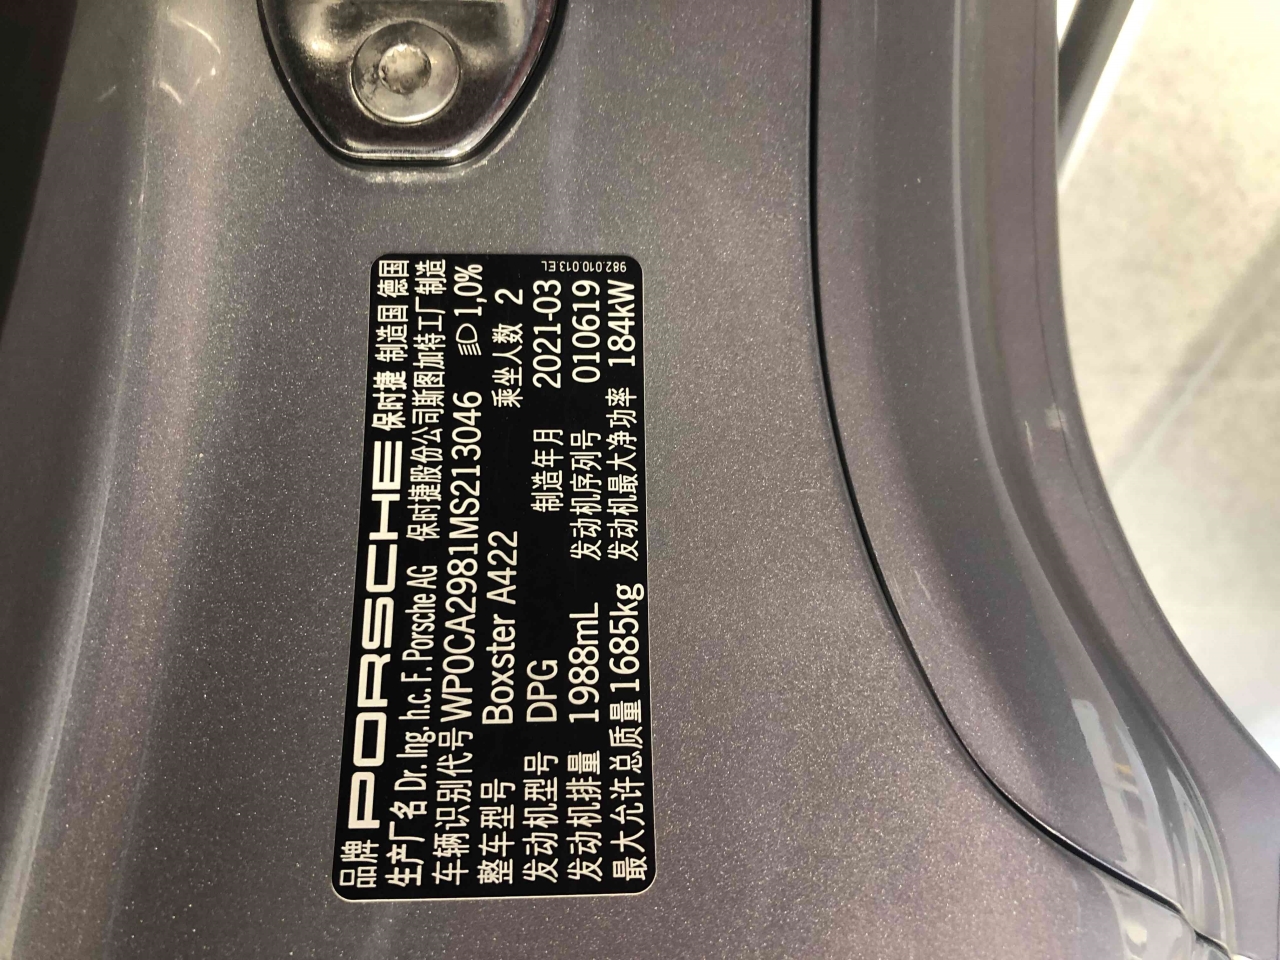 品牌 PORSCHE 保时捷 制造国 德国
生产厂名 Dr. Ing. h.c. F. Porsche AG 保时捷股份公司斯图加特工厂制造
车辆识别代号 WP0CA2981MS213046 1,0%
整车型号 Boxster A422 乘坐人数 2
发动机型号 DPG 制造年月 2021-03
发动机排量 1988mL 发动机序列号 010619
最大允许总质量 1685kg 发动机最大净功率 184kW
982.010.013.EL